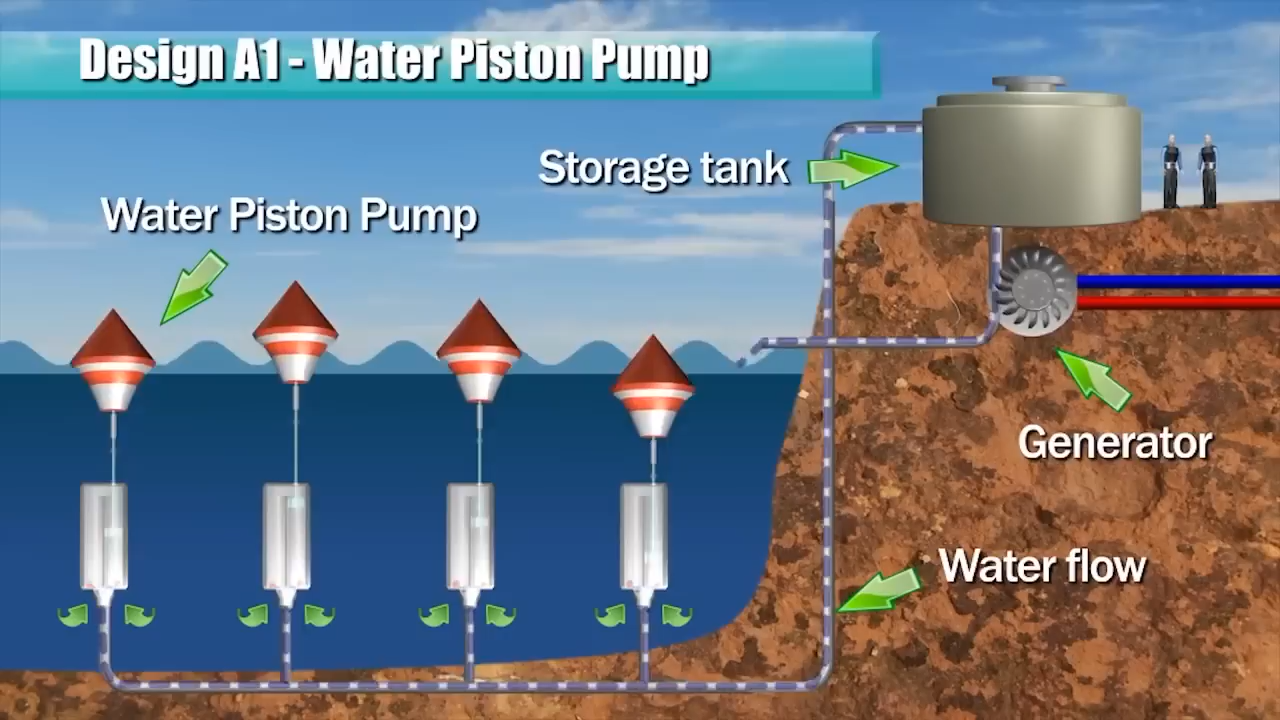 Design A1 - Water Piston Pump
Storage tank
Water Piston Pump
Generator
Water flow